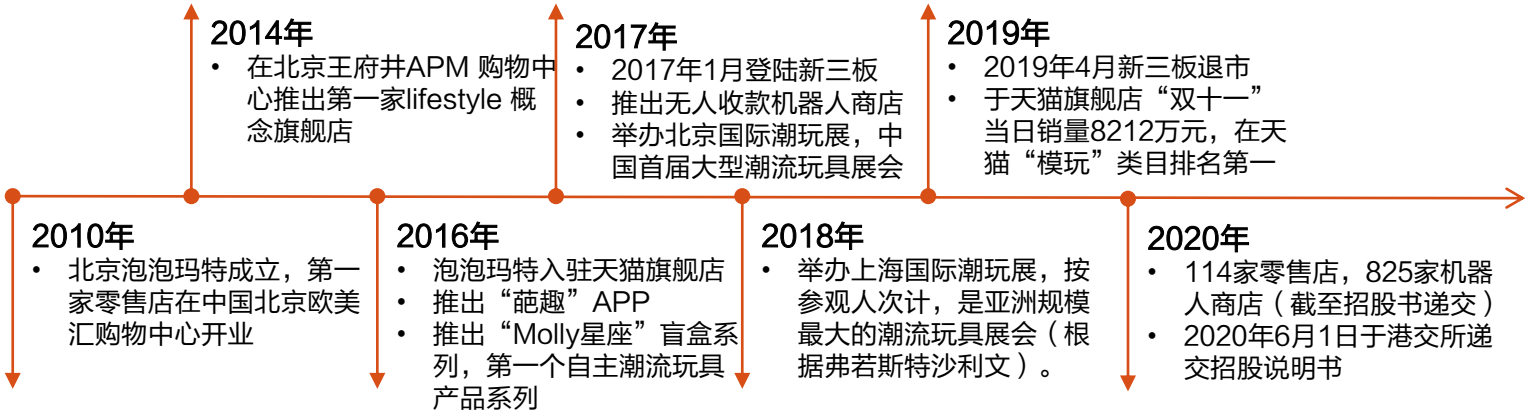 2014年
• 在北京王府井APM 购物中
心推出第一家lifestyle 概
念旗舰店
2017年
• 2017年1月登陆新三板
• 推出无人收款机器人商店
• 举办北京国际潮玩展，中
国首届大型潮流玩具展会
2019年
• 2019年4月新三板退市
• 于天猫旗舰店“双十一”
当日销量8212万元，在天
猫“模玩”类目排名第一
2010年
• 北京泡泡玛特成立，第一
家零售店在中国北京欧美
汇购物中心开业
2016年
• 泡泡玛特入驻天猫旗舰店
• 推出“葩趣”APP
• 推出“Molly星座”盲盒系
列，第一个自主潮流玩具
产品系列
2018年
• 举办上海国际潮玩展，按
参观人次计，是亚洲规模
最大的潮流玩具展会（根
据弗若斯特沙利文）。
2020年
• 114家零售店，825家机器
人商店（截至招股书递交）
• 2020年6月1日于港交所递
交招股说明书